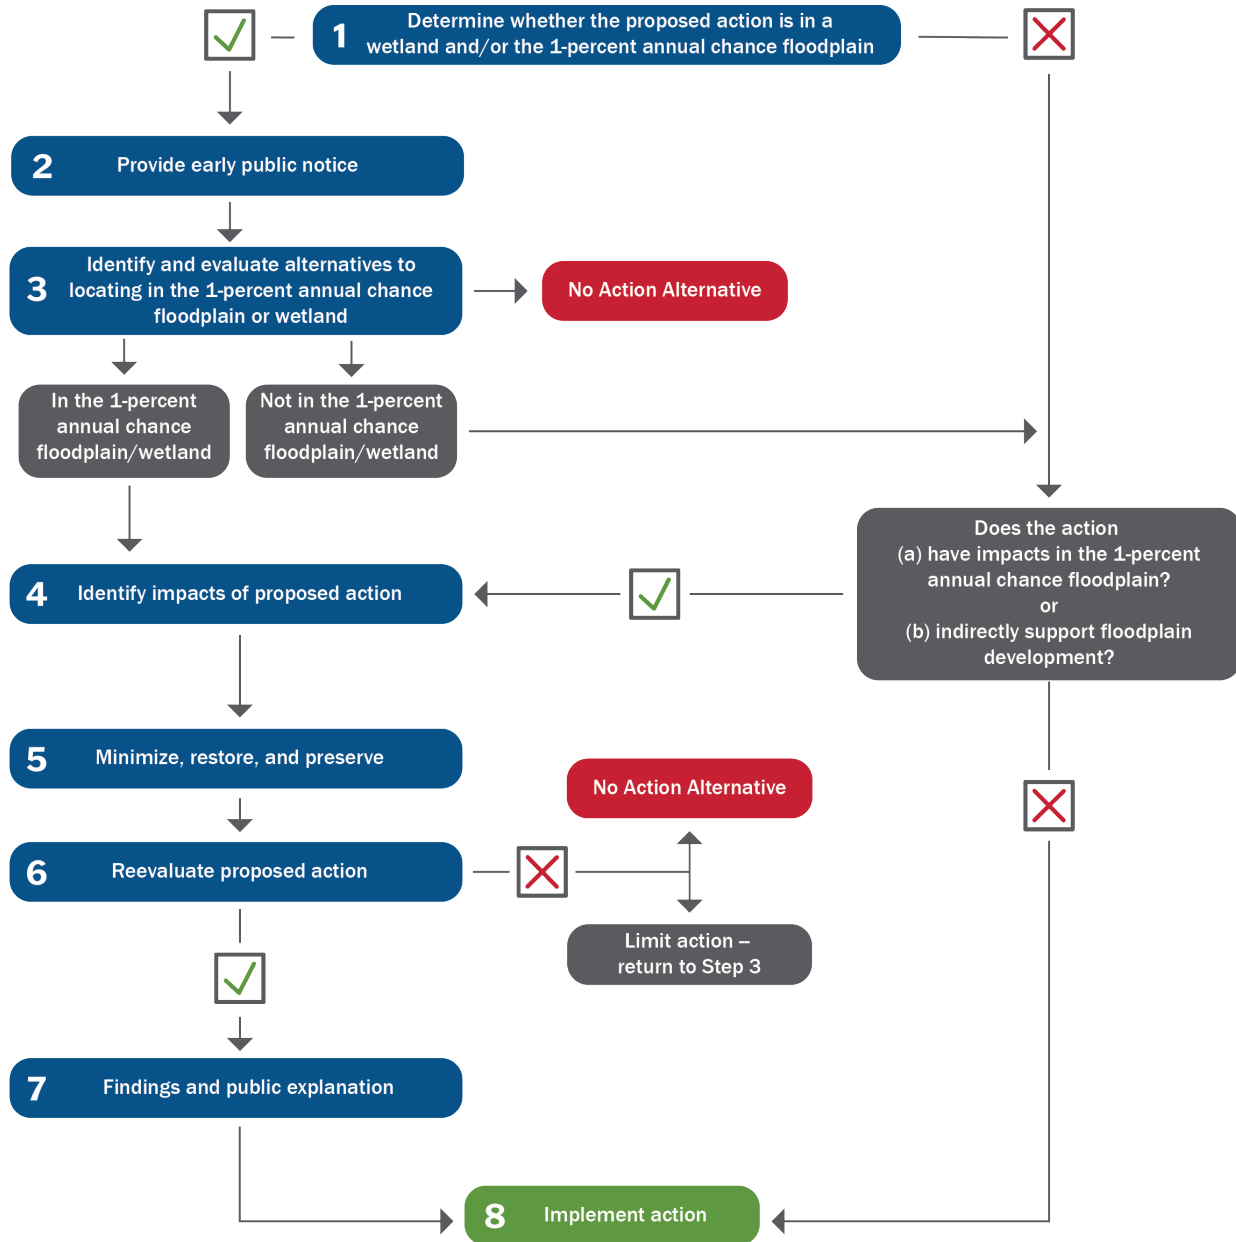 1
Determine whether the proposed action is in a
wetland and/or the 1-percent annual chance floodplain
2
Provide early public notice
3
Identify and evaluate alternatives to
locating in the 1-percent annual chance
floodplain or wetland
No Action Alternative
In the 1-percent
annual chance
floodplain/wetland
Not in the 1-percent
annual chance
floodplain/wetland
Does the action
(a) have impacts in the 1-percent
annual chance floodplain?
or
(b) indirectly support floodplain
development?
4
Identify impacts of proposed action
5
Minimize, restore, and preserve
No Action Alternative
6
Reevaluate proposed action
Limit action –
return to Step 3
7
Findings and public explanation
8
Implement action